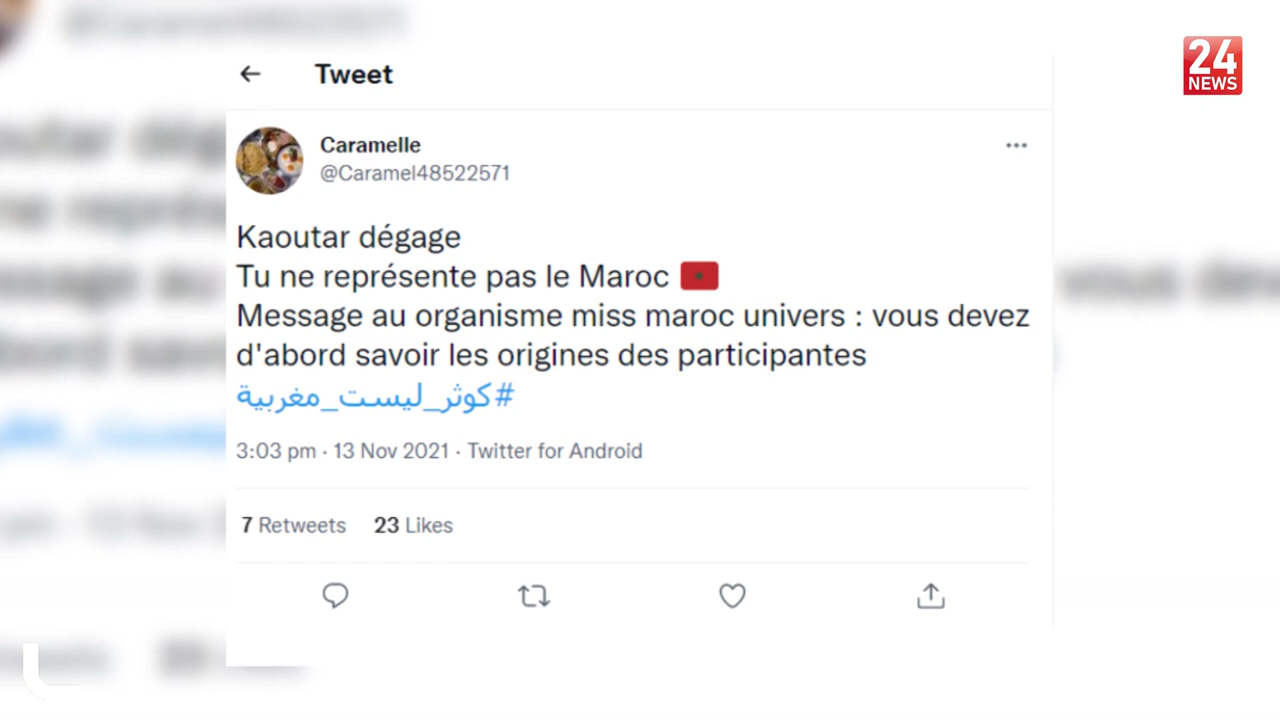 24
NEWS
Tweet
Caramelle
@Caramel48522571
Kaoutar dégage
Tu ne représente pas le Maroc 🇲🇦
Message au organisme miss maroc univers : vous devez
d'abord savoir les origines des participantes
#كوثر_ليست_مغربية
3:03 pm · 13 Nov 2021 · Twitter for Android
7 Retweets 23 Likes